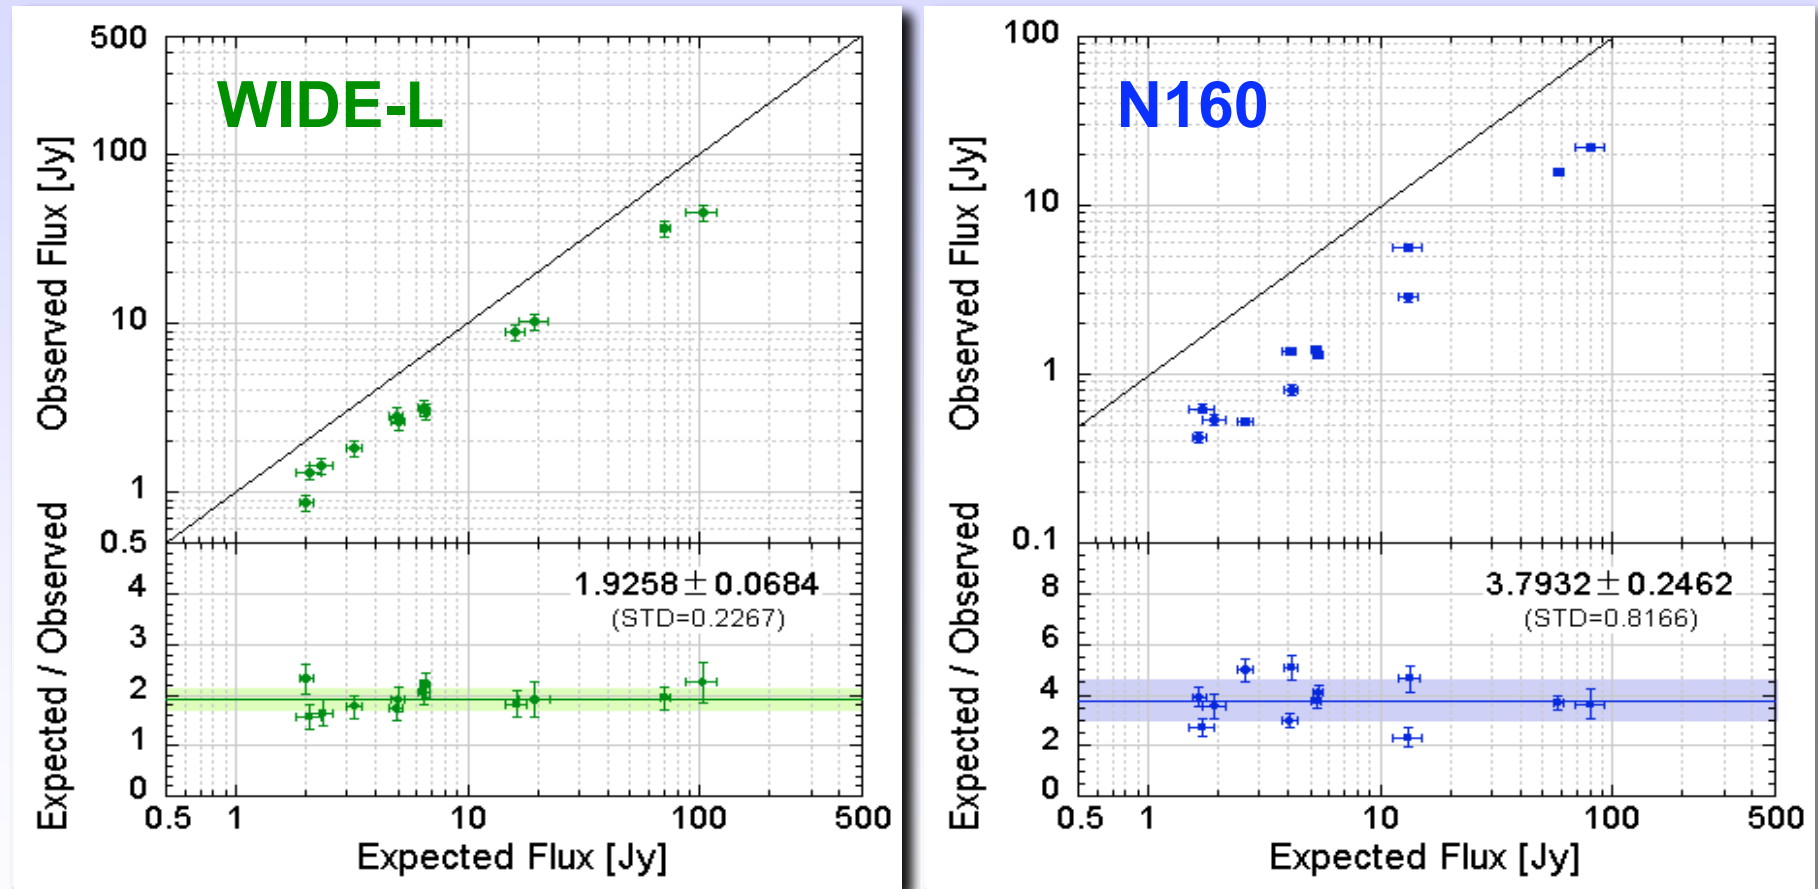 WIDE-L
Observed Flux [Jy]
500
100
10
1
0.5
Expected / Observed
4
3
2
1
0
1.9258±0.0684
(STD=0.2267)
0.5 1 10 100 500
Expected Flux [Jy]
N160
Observed Flux [Jy]
100
10
1
0.1
Expected / Observed
8
6
4
2
0
3.7932±0.2462
(STD=0.8166)
0.5 1 10 100 500
Expected Flux [Jy]